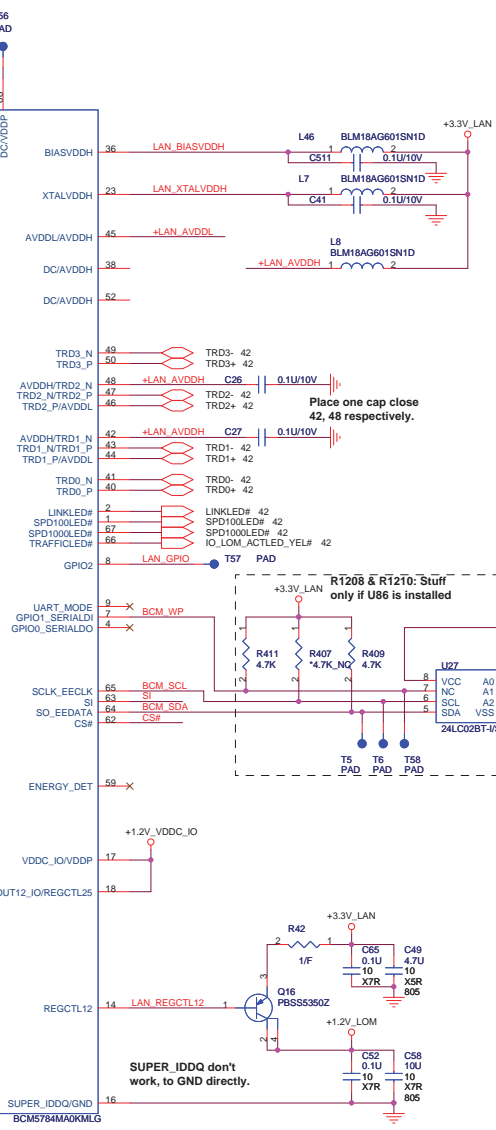 56
AD
DC/VDDP
+3.3V_LAN
L46 BLM18AG601SN1D
BIASVDDH 36 LAN_BIASVDDH 1 2
C511 0.1U/10V
L7 BLM18AG601SN1D
XTALVDDH 23 LAN_XTALVDDH 1 2
C41 0.1U/10V
AVDDL/AVDDH 45 +LAN_AVDDL
L8
BLM18AG601SN1D
DC/AVDDH 38 +LAN_AVDDH 1 2
DC/AVDDH 52
TRD3_N 49 TRD3- 42
TRD3_P 50 TRD3+ 42
AVDDH/TRD2_N 48 +LAN_AVDDH C26 0.1U/10V
TRD2_N/TRD2_P 47 TRD2- 42
TRD2_P/AVDDL 46 TRD2+ 42
Place one cap close
42, 48 respectively.
AVDDH/TRD1_N 42 +LAN_AVDDH C27 0.1U/10V
TRD1_N/TRD1_P 43 TRD1- 42
TRD1_P/AVDDL 44 TRD1+ 42
TRD0_N 41 TRD0- 42
TRD0_P 40 TRD0+ 42
LINKLED# 2 LINKLED# 42
SPD100LED# 1 SPD100LED# 42
SPD1000LED# 67 SPD1000LED# 42
TRAFFICLED# 66 IO_LOM_ACTLED_YEL# 42
GPIO2 8 LAN_GPIO T57 PAD
R1208 & R1210: Stuff
only if U86 is installed
+3.3V_LAN
UART_MODE 9
GPIO1_SERIALDI 7 BCM_WP
GPIO0_SERIALDO 4
1 1 1
R411 R407 R409
4.7K *4.7K_NC 4.7K
2 2 2
U27
8 VCC A0
7 NC A1
6 SCL A2
5 SDA VSS
24LC02BT-I/S
SCLK_EECLK 65 BCM_SCL
SI 63 SI
SO_EEDATA 64 BCM_SDA
CS# 62 CS#
T5 T6 T58
PAD PAD PAD
ENERGY_DET 59
+1.2V_VDDC_IO
VDDC_IO/VDDP 17
OUT12_IO/REGCTL25 18
+3.3V_LAN
R42
2 1
1/F
C65 C49
0.1U 4.7U
10 10
X7R X5R
805
3
Q16
PBSS5350Z
REGCTL12 14 LAN_REGCTL12 1
2 4
+1.2V_LOM
C52 C58
0.1U 10U
10 10
X7R X7R
805
SUPER_IDDQ don't
work, to GND directly.
SUPER_IDDQ/GND 16
BCM5784MA0KMLG